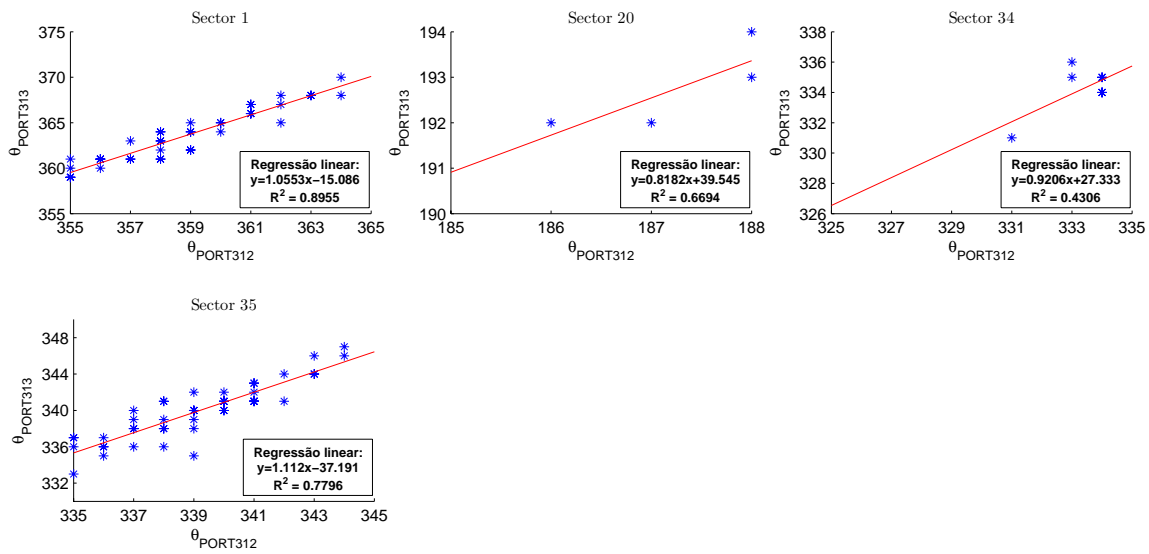 Sector 1
375
370
365
360
355
355
357
359
361
363
365
θPORT313
θPORT312
Regressão linear:
y=1.0553x−15.086
R² = 0.8955
Sector 20
194
193
192
191
190
185
186
187
188
θPORT313
θPORT312
Regressão linear:
y=0.8182x+39.545
R² = 0.6694
Sector 34
338
336
334
332
330
328
326
325
327
329
331
333
335
θPORT313
θPORT312
Regressão linear:
y=0.9206x+27.333
R² = 0.4306
Sector 35
348
344
340
336
332
335
337
339
341
343
345
θPORT313
θPORT312
Regressão linear:
y=1.112x−37.191
R² = 0.7796